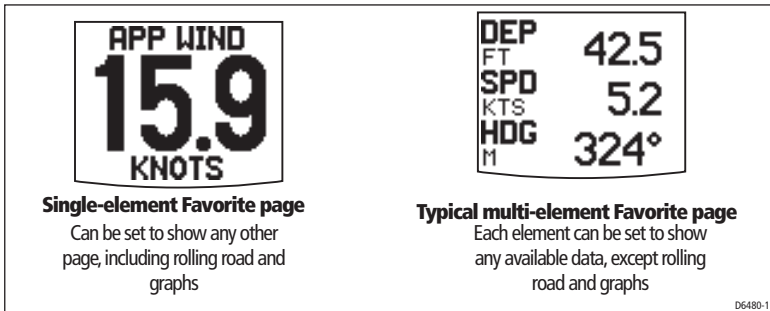 APP WIND
15.9
KNOTS
Single-element Favorite page
Can be set to show any other
page, including rolling road and
graphs
DEP
FT
42.5
SPD
KTS
5.2
HDG
M
324°
Typical multi-element Favorite page
Each element can be set to show
any available data, except rolling
road and graphs
D6480-1